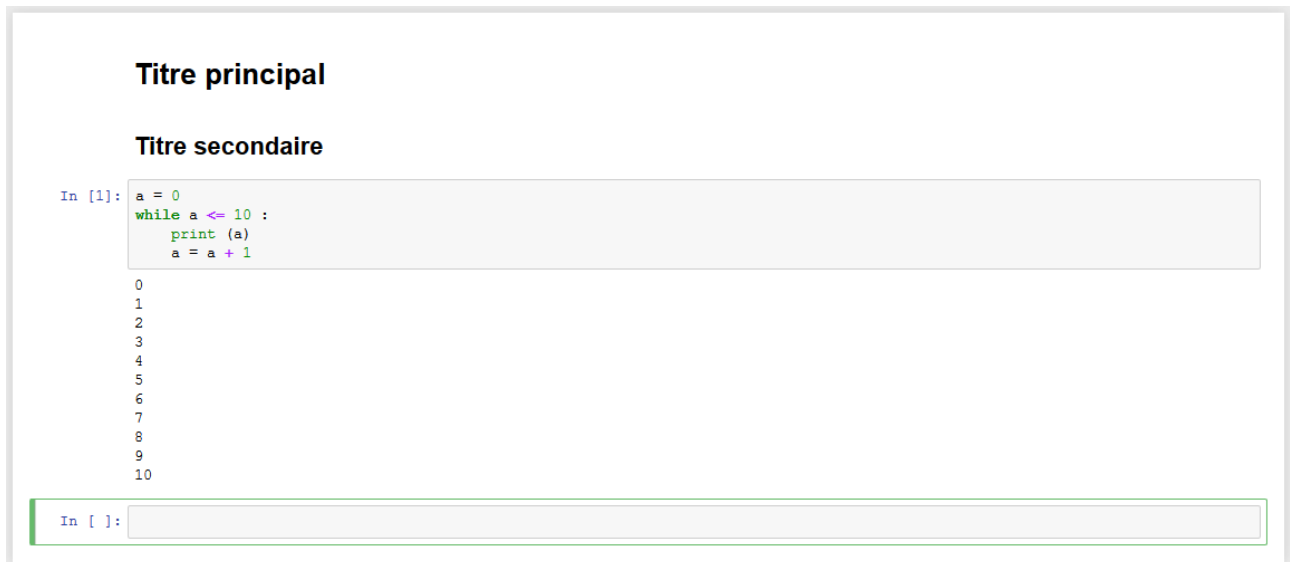 Titre principal
Titre secondaire
In [1]: a = 0
while a <= 10 :
    print (a)
    a = a + 1
0
1
2
3
4
5
6
7
8
9
10
In [ ]: